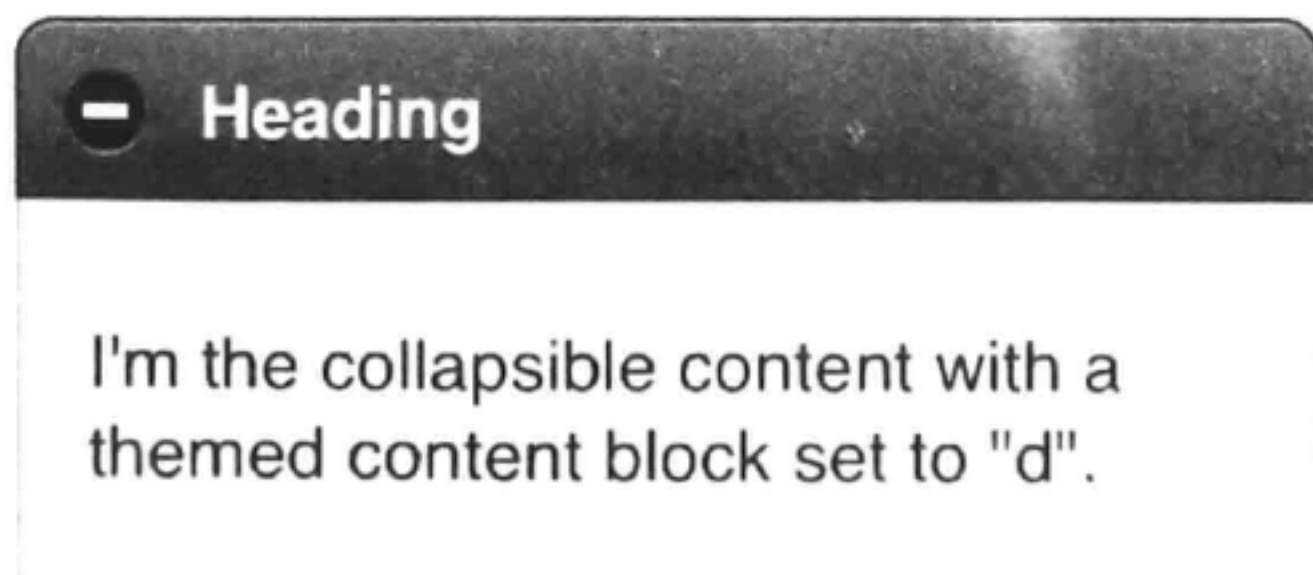 Heading
I'm the collapsible content with a
themed content block set to "d".